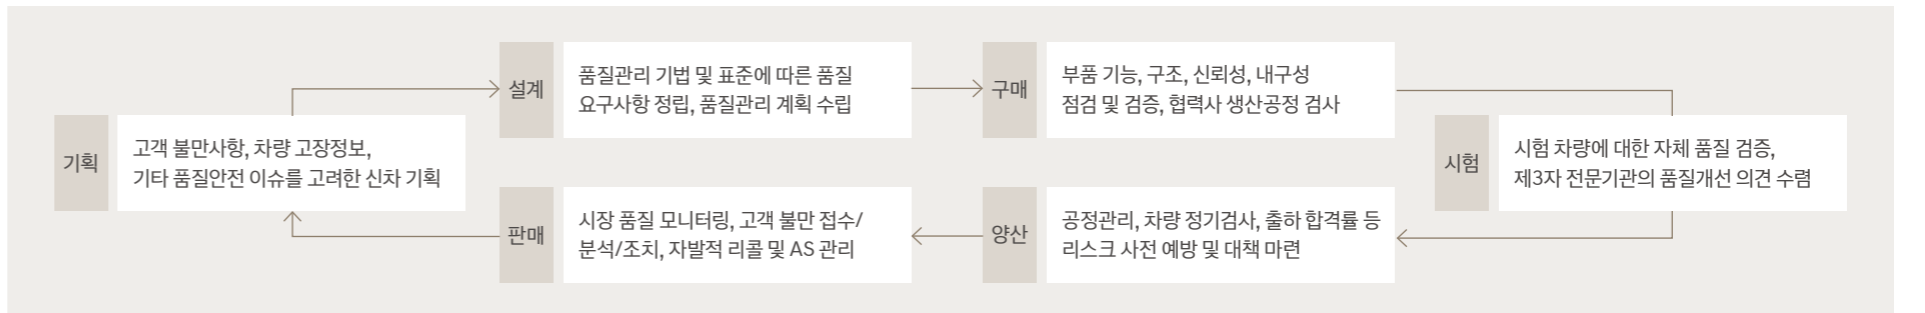 기획
고객 불만사항, 차량 고장정보,
기타 품질안전 이슈를 고려한 신차 기획
설계
품질관리 기법 및 표준에 따른 품질
요구사항 정립, 품질관리 계획 수립
구매
부품 기능, 구조, 신뢰성, 내구성
점검 및 검증, 협력사 생산공정 검사
시험
시험 차량에 대한 자체 품질 검증,
제3자 전문기관의 품질개선 의견 수렴
양산
공정관리, 차량 정기검사, 출하 합격률 등
리스크 사전 예방 및 대책 마련
판매
시장 품질 모니터링, 고객 불만 접수/
분석/조치, 자발적 리콜 및 AS 관리